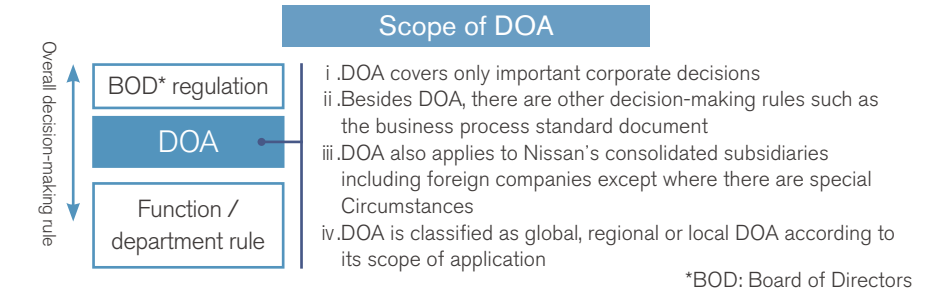 Scope of DOA
Overall decision-making rule
BOD* regulation
DOA
Function /
department rule
i .DOA covers only important corporate decisions
ii .Besides DOA, there are other decision-making rules such as
the business process standard document
iii .DOA also applies to Nissan's consolidated subsidiaries
including foreign companies except where there are special
Circumstances
iv .DOA is classified as global, regional or local DOA according to
its scope of application
*BOD: Board of Directors